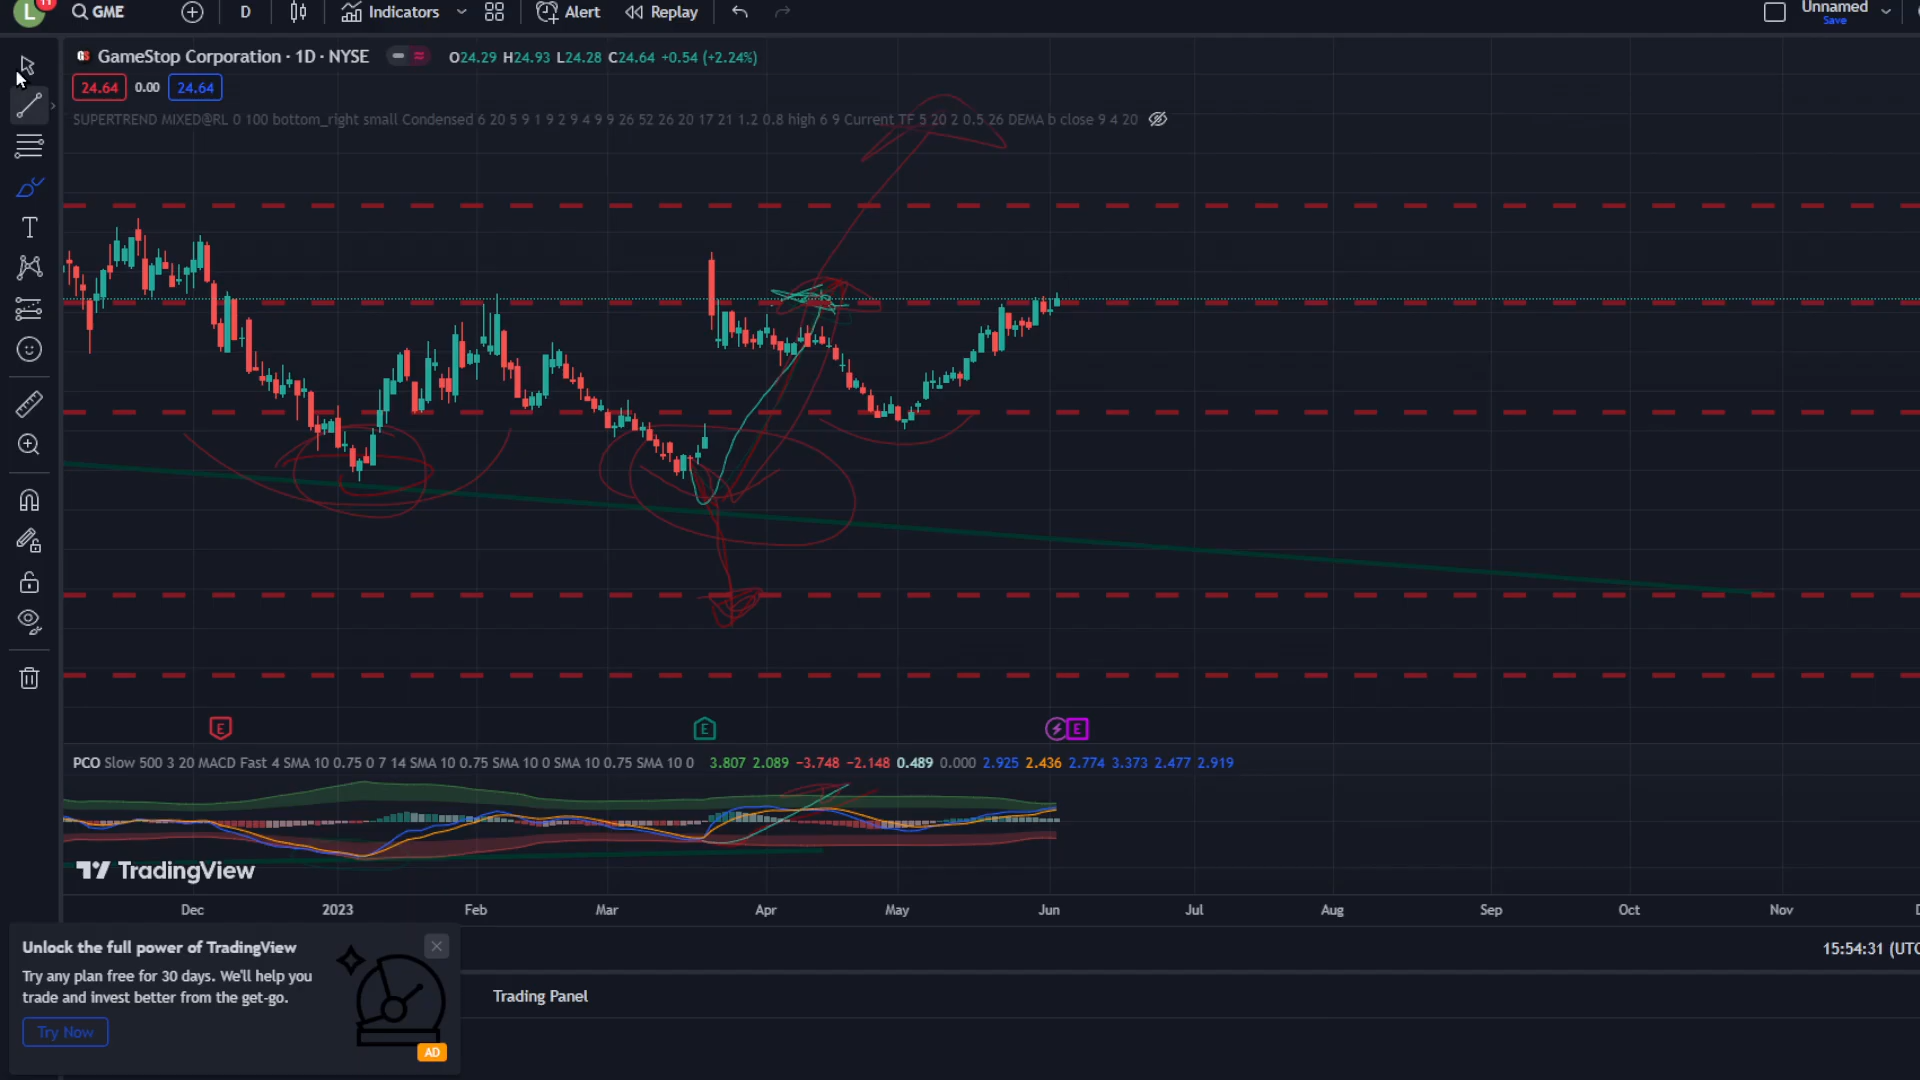 L 11 GME D Indicators Alert Replay Unnamed
Save
GameStop Corporation · 1D · NYSE O24.29 H24.93 L24.28 C24.64 +0.54 (+2.24%)
24.64 0.00 24.64
SUPERTREND MIXED@RL 0 100 bottom_right small Condensed 6 20 5 9 1 9 2 9 4 9 9 26 52 26 20 17 21 1.2 0.8 high 6 9 Current TF 5 20 2 0.5 26 DEMA b close 9 4 20
T
E E E
PCO Slow 500 3 20 MACD Fast 4 SMA 10 0.75 0 7 14 SMA 10 0.75 SMA 10 0 SMA 10 0.75 SMA 10 0 3.807 2.089 −3.748 −2.148 0.489 0.000 2.925 2.436 2.774 3.373 2.477 2.919
TradingView
Dec 2023 Feb Mar Apr May Jun Jul Aug Sep Oct Nov
Unlock the full power of TradingView
15:54:31 (UTC
Try any plan free for 30 days. We'll help you
trade and invest better from the get-go.
Trading Panel
Try Now
AD